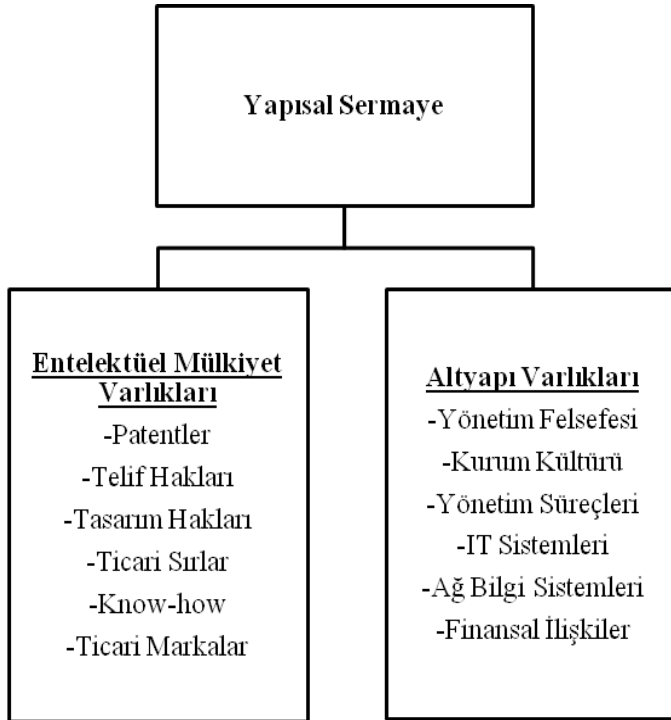 Yapısal Sermaye
Entelektüel Mülkiyet
Varlıkları
-Patentler
-Telif Hakları
-Tasarım Hakları
-Ticari Sırlar
-Know-how
-Ticari Markalar
Altyapı Varlıkları
-Yönetim Felsefesi
-Kurum Kültürü
-Yönetim Süreçleri
-IT Sistemleri
-Ağ Bilgi Sistemleri
-Finansal İlişkiler